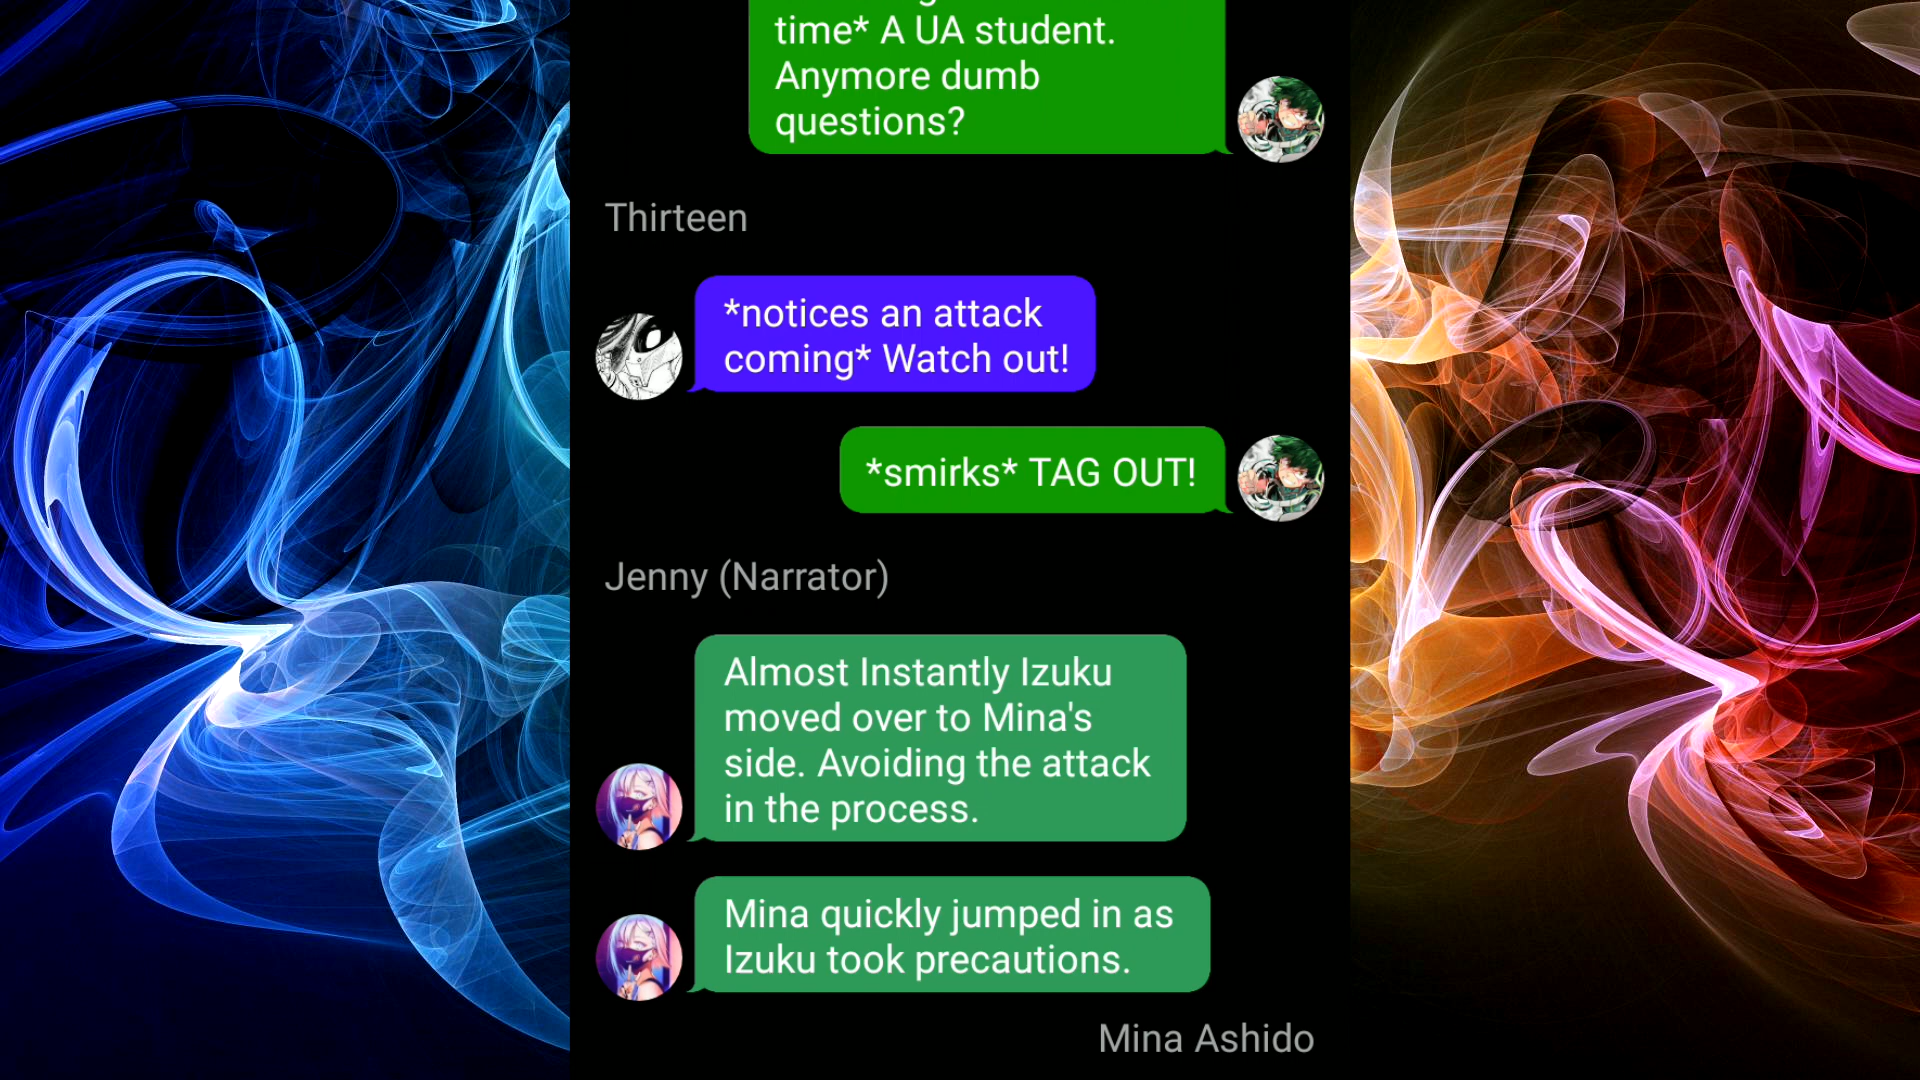 time* A UA student.
Anymore dumb
questions?
Thirteen
*notices an attack
coming* Watch out!
*smirks* TAG OUT!
Jenny (Narrator)
Almost Instantly Izuku
moved over to Mina's
side. Avoiding the attack
in the process.
Mina quickly jumped in as
Izuku took precautions.
Mina Ashido